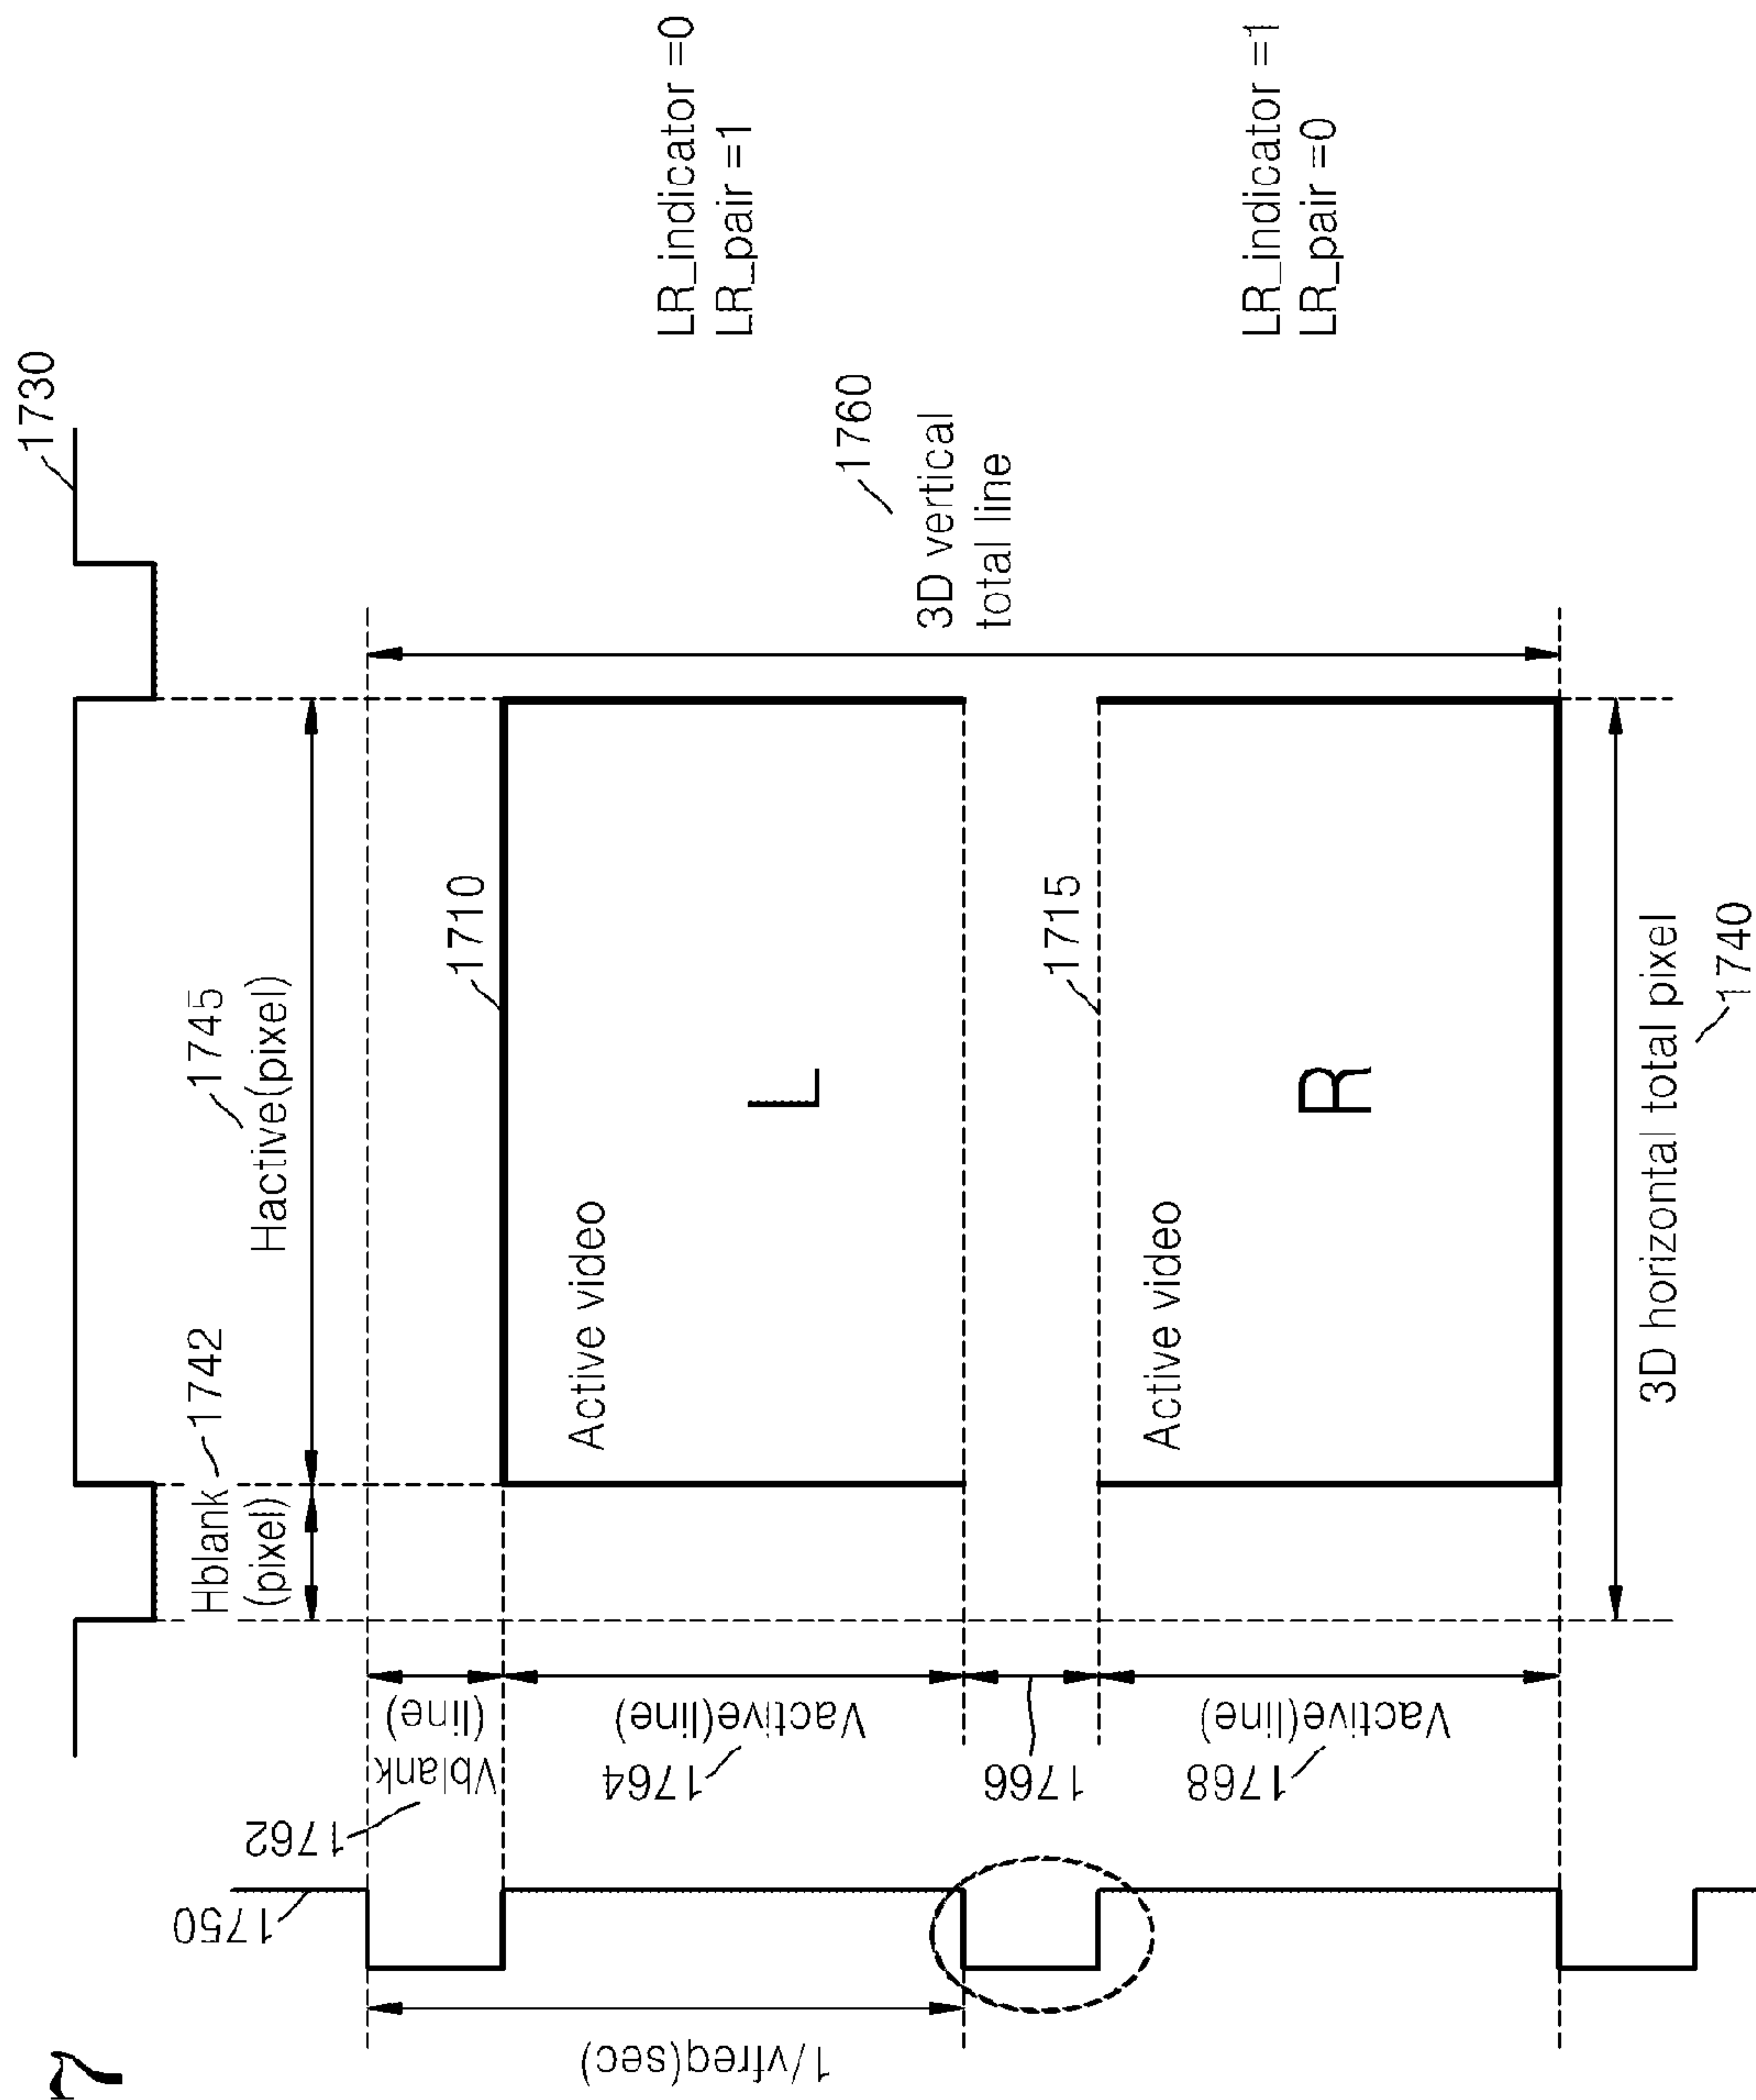 7
1730
1742
1745
Hblank
(pixel)
Hactive(pixel)
1710
1762
Vblank
(line)
1750
Active video
L
LR_indicator =0
LR_pair =1
1764
Vactive(line)
1/vfreq(sec)
1760
3D vertical
total line
1766
1715
Active video
R
LR_indicator =1
LR_pair =0
1768
Vactive(line)
3D horizontal total pixel
1740